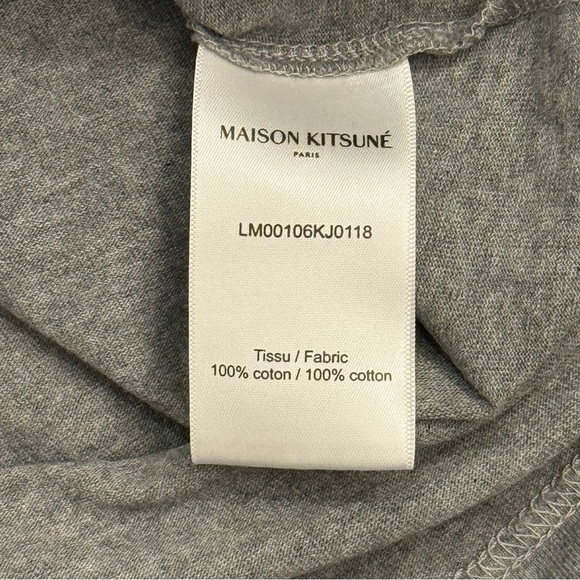 MAISON KITSUNÉ
PARIS
LM00106KJ0118
Tissu / Fabric
100% coton / 100% cotton